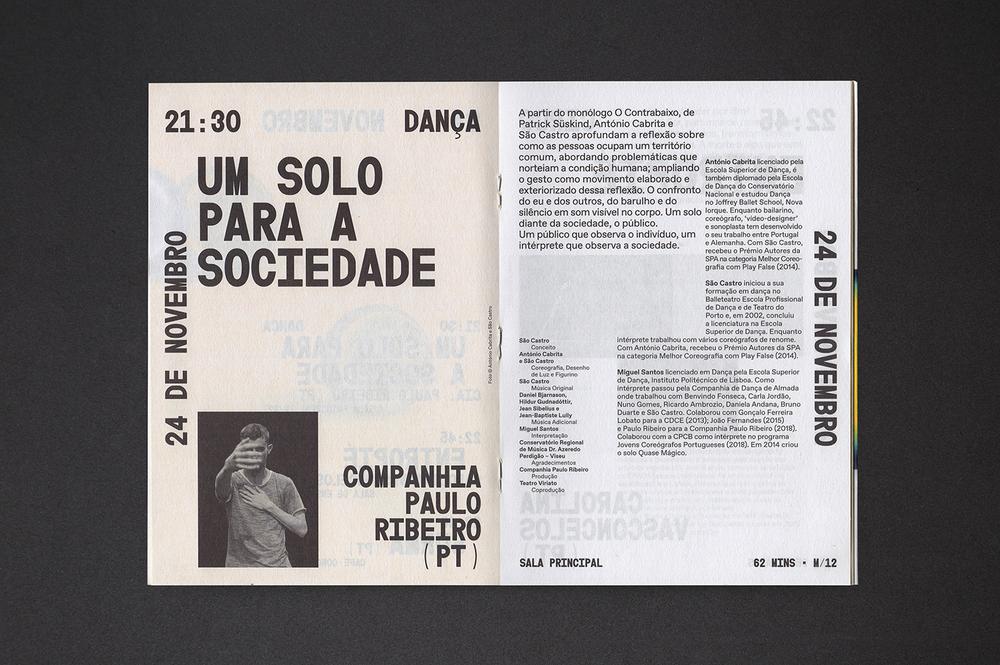 21:30
DANÇA
UM SOLO
PARA A
SOCIEDADE
24 DE NOVEMBRO
COMPANHIA
PAULO
RIBEIRO
(PT)
Foto © António Cabrita e São Castro
A partir do monólogo O Contrabaixo, de
Patrick Süskind, António Cabrita e
São Castro aprofundam a reflexão sobre
como as pessoas ocupam um território
comum, abordando problemáticas que
norteiam a condição humana; ampliando
o gesto como movimento elaborado e
exteriorizado dessa reflexão. O confronto
do eu e dos outros, do barulho e do
silêncio em som visível no corpo. Um solo
diante da sociedade, o público.
Um público que observa o indivíduo, um
intérprete que observa a sociedade.
São Castro
Conceito
António Cabrita
e São Castro
Coreografia, Desenho
de Luz e Figurino
São Castro
Música Original
Daniel Bjarnason,
Hildur Gudnadóttir,
Jean Sibelius e
Jean-Baptiste Lully
Música Adicional
Miguel Santos
Interpretação
Conservatório Regional
de Música Dr. Azeredo
Perdigão – Viseu
Agradecimentos
Companhia Paulo Ribeiro
Produção
Teatro Viriato
Coprodução
António Cabrita licenciado pela
Escola Superior de Dança, é
também diplomado pela Escola
de Dança do Conservatório
Nacional e estudou Dança
no Joffrey Ballet School, Nova
Iorque. Enquanto bailarino,
coreógrafo, ‘video-designer’
e sonoplasta tem desenvolvido
o seu trabalho entre Portugal
e Alemanha. Com São Castro,
recebeu o Prémio Autores da
SPA na categoria Melhor Coreo-
grafia com Play False (2014).
São Castro iniciou a sua
formação em dança no
Balleteatro Escola Profissional
de Dança e de Teatro do
Porto e, em 2002, concluiu
a licenciatura na Escola
Superior de Dança. Enquanto
intérprete trabalhou com vários coreógrafos de renome.
Com António Cabrita, recebeu o Prémio Autores da SPA
na categoria Melhor Coreografia com Play False (2014).
Miguel Santos licenciado em Dança pela Escola Superior
de Dança, Instituto Politécnico de Lisboa. Como
intérprete passou pela Companhia de Dança de Almada
onde trabalhou com Benvindo Fonseca, Carla Jordão,
Nuno Gomes, Ricardo Ambrozio, Daniela Andana, Bruno
Duarte e São Castro. Colaborou com Gonçalo Ferreira
Lobato para a CDCE (2013); João Fernandes (2015)
e Paulo Ribeiro para a Companhia Paulo Ribeiro (2018).
Colaborou com a CPCB como intérprete no programa
Jovens Coreógrafos Portugueses (2018). Em 2014 criou
o solo Quase Mágico.
24 DE NOVEMBRO
SALA PRINCIPAL
62 MINS · M/12